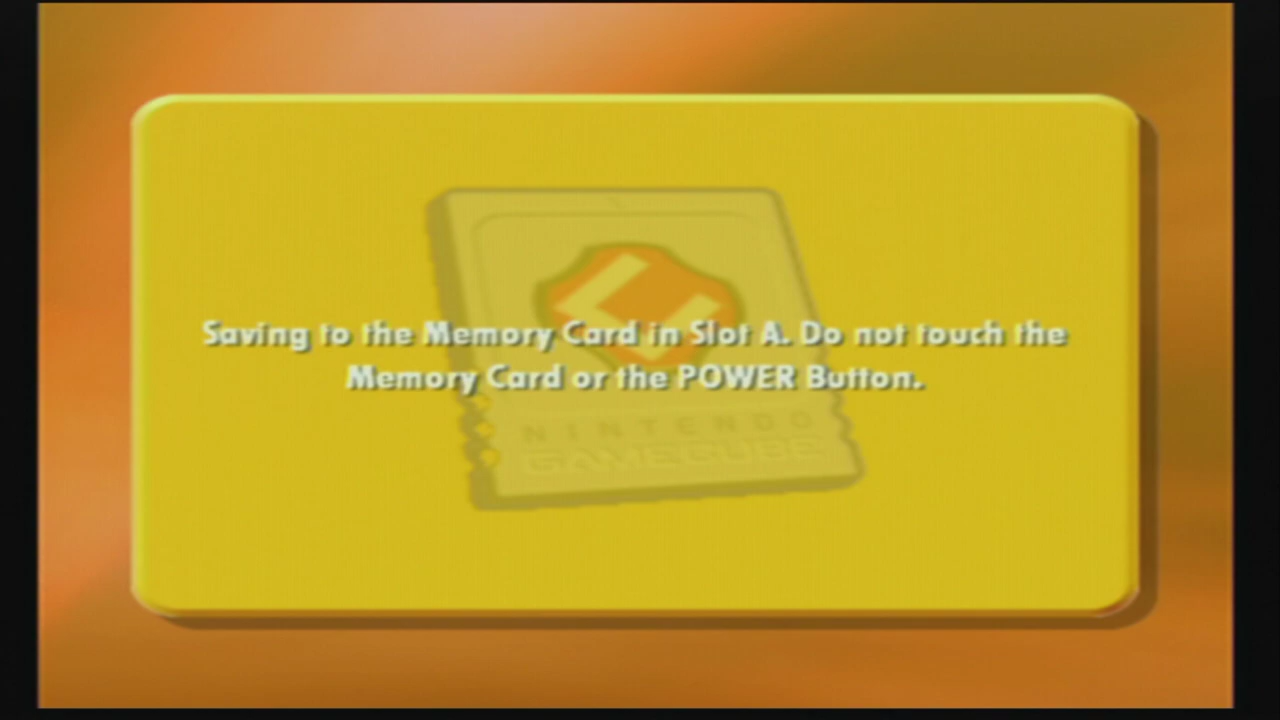 Saving to the Memory Card in Slot A. Do not touch the
Memory Card or the POWER Button.
NINTENDO
GAMECUBE